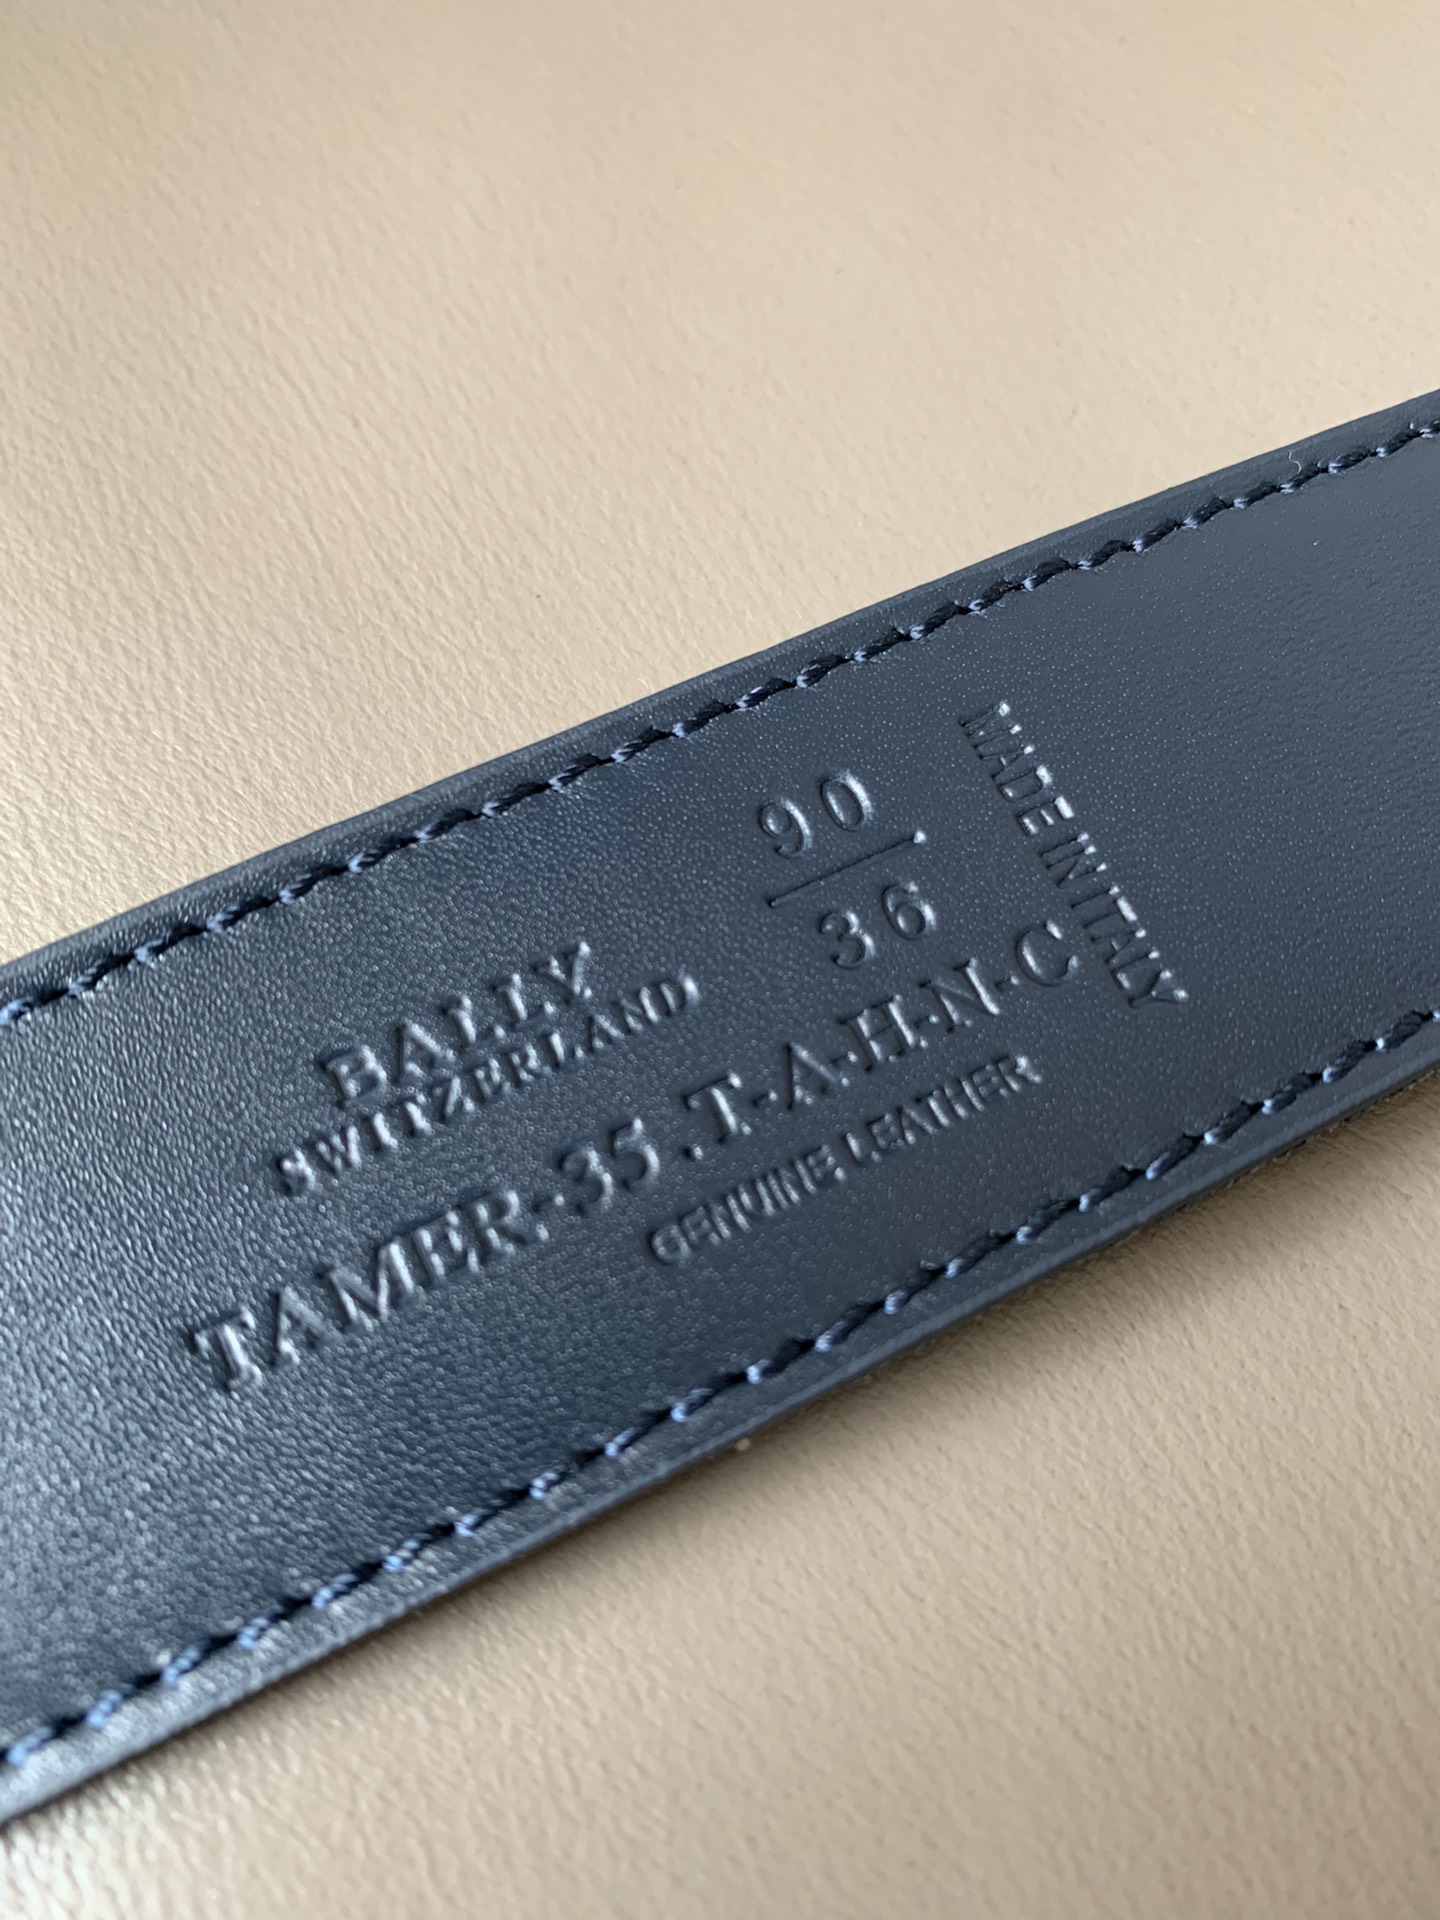 BALLY
SWITZERLAND
90
36
TAMER.-35.T-A.H.N-C
GENUINE LEATHER
MADE IN ITALY